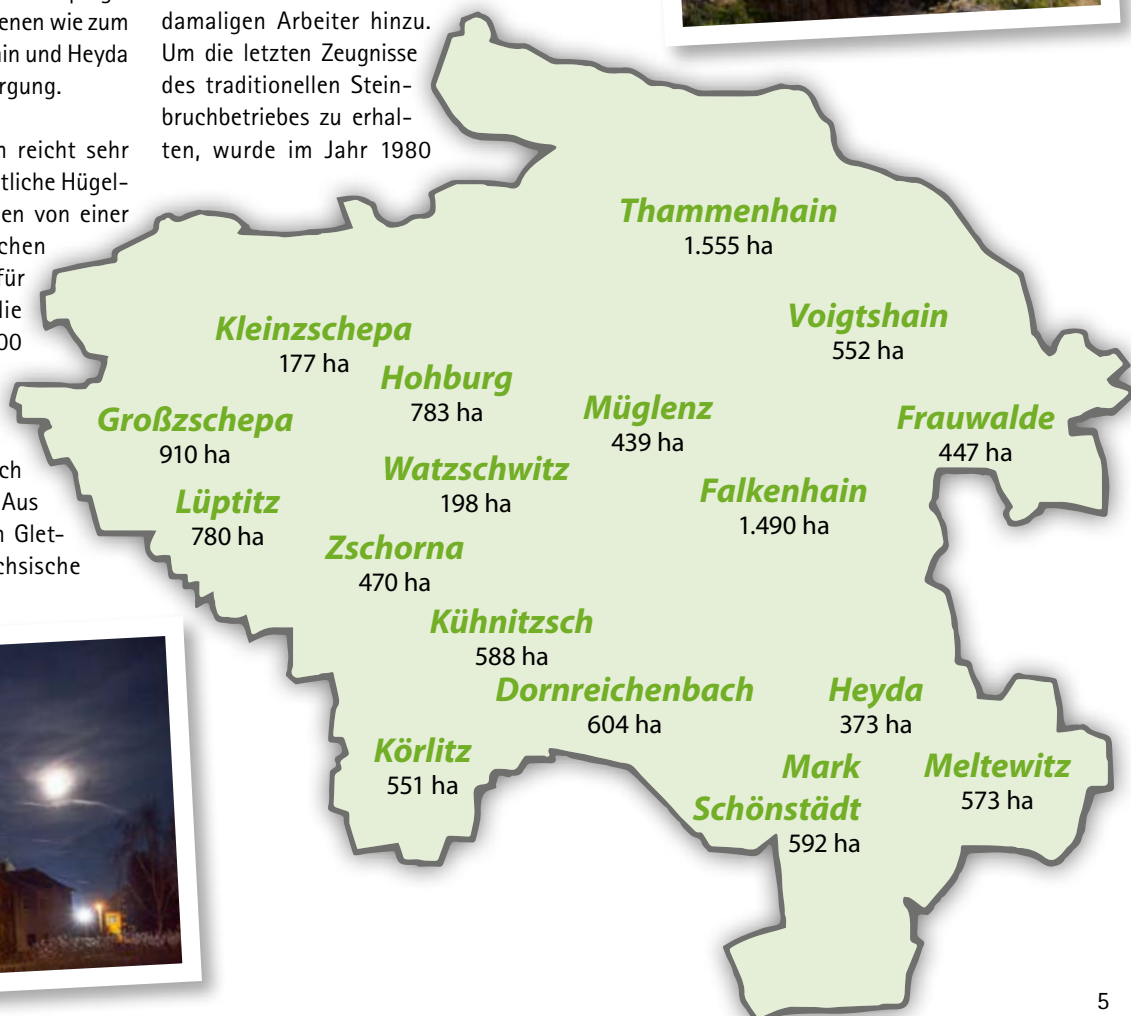 enen wie zum
in und Heyda
rgung.
reicht sehr
tliche Hügel-
en von einer
chen
für
lie
00
ch
Aus
Glet-
chsische
damaligen Arbeiter hinzu.
Um die letzten Zeugnisse
des traditionellen Stein-
bruchbetriebes zu erhal-
ten, wurde im Jahr 1980
Thammenhain
1.555 ha
Voigtshain
552 ha
Kleinzschepa
177 ha
Hohburg
783 ha
Müglenz
439 ha
Frauwalde
447 ha
Großzschepa
910 ha
Watzschwitz
198 ha
Falkenhain
1.490 ha
Lüptitz
780 ha
Zschorna
470 ha
Kühnitzsch
588 ha
Dornreichenbach
604 ha
Heyda
373 ha
Körlitz
551 ha
Mark
Schönstädt
592 ha
Meltewitz
573 ha
5